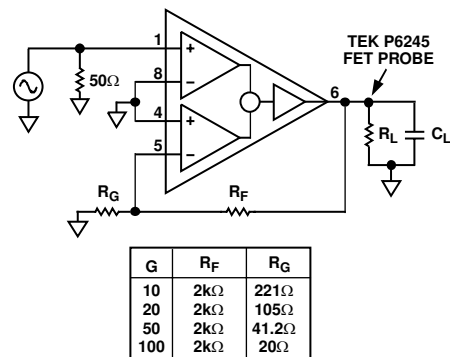 TEK P6245
FET PROBE
1
+
8
−
4
+
5
−
6
50Ω
R_L
C_L
R_G
R_F
G R_F R_G
10 2kΩ 221Ω
20 2kΩ 105Ω
50 2kΩ 41.2Ω
100 2kΩ 20Ω